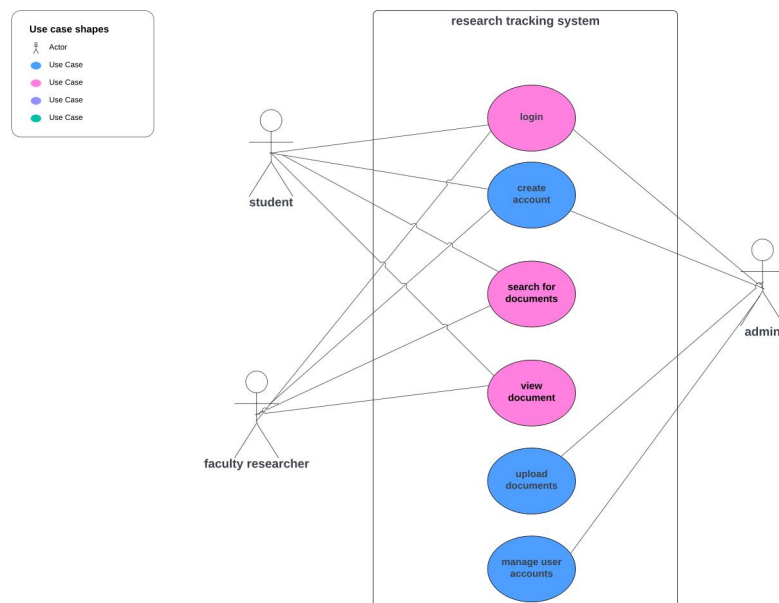 Use case shapes
Actor
Use Case
Use Case
Use Case
Use Case
research tracking system
login
student
create
account
search for
documents
admin
view
document
faculty researcher
upload
documents
manage user
accounts